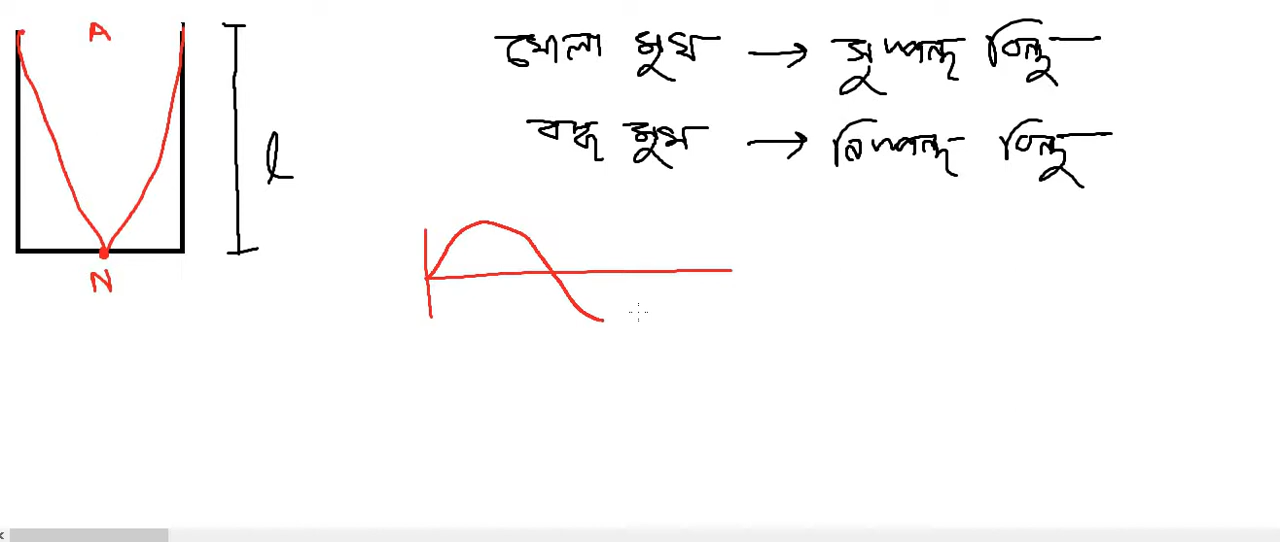 A
খোলা মুখ → সুস্পন্দ বিন্দু
বদ্ধ মুখ → নিস্পন্দ বিন্দু
l
N